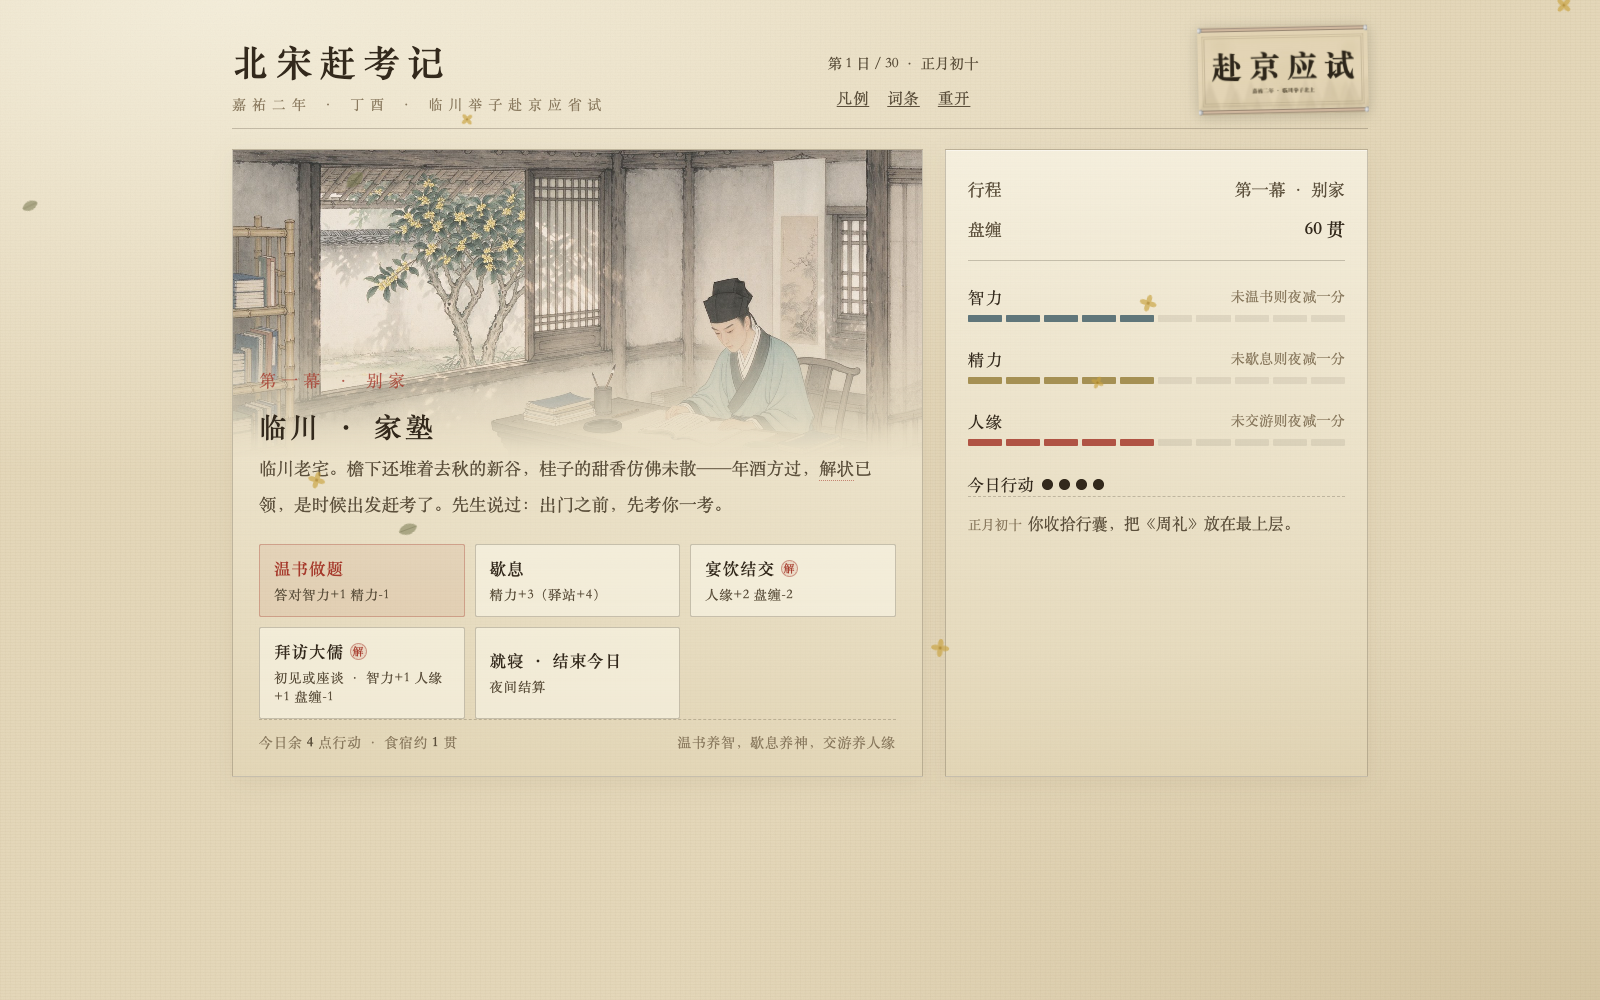 北宋赶考记
嘉祐二年 · 丁酉 · 临川举子赴京应省试
第 1 日 / 30 · 正月初十
凡例 词条 重开
赴京应试
嘉祐二年 · 临川举子北上
第一幕 · 别家
临川 · 家塾
临川老宅。檐下还堆着去秋的新谷，桂子的甜香仿佛未散——年酒方过，解状已
领，是时候出发赶考了。先生说过：出门之前，先考你一考。
温书做题
答对智力+1 精力-1
歇息
精力+3（驿站+4）
宴饮结交 解
人缘+2 盘缠-2
拜访大儒 解
初见或座谈 · 智力+1 人缘
+1 盘缠-1
就寝 · 结束今日
夜间结算
今日余 4 点行动 · 食宿约 1 贯
温书养智，歇息养神，交游养人缘
行程 第一幕 · 别家
盘缠 60 贯
智力 未温书则夜减一分
精力 未歇息则夜减一分
人缘 未交游则夜减一分
今日行动
正月初十 你收拾行囊，把《周礼》放在最上层。